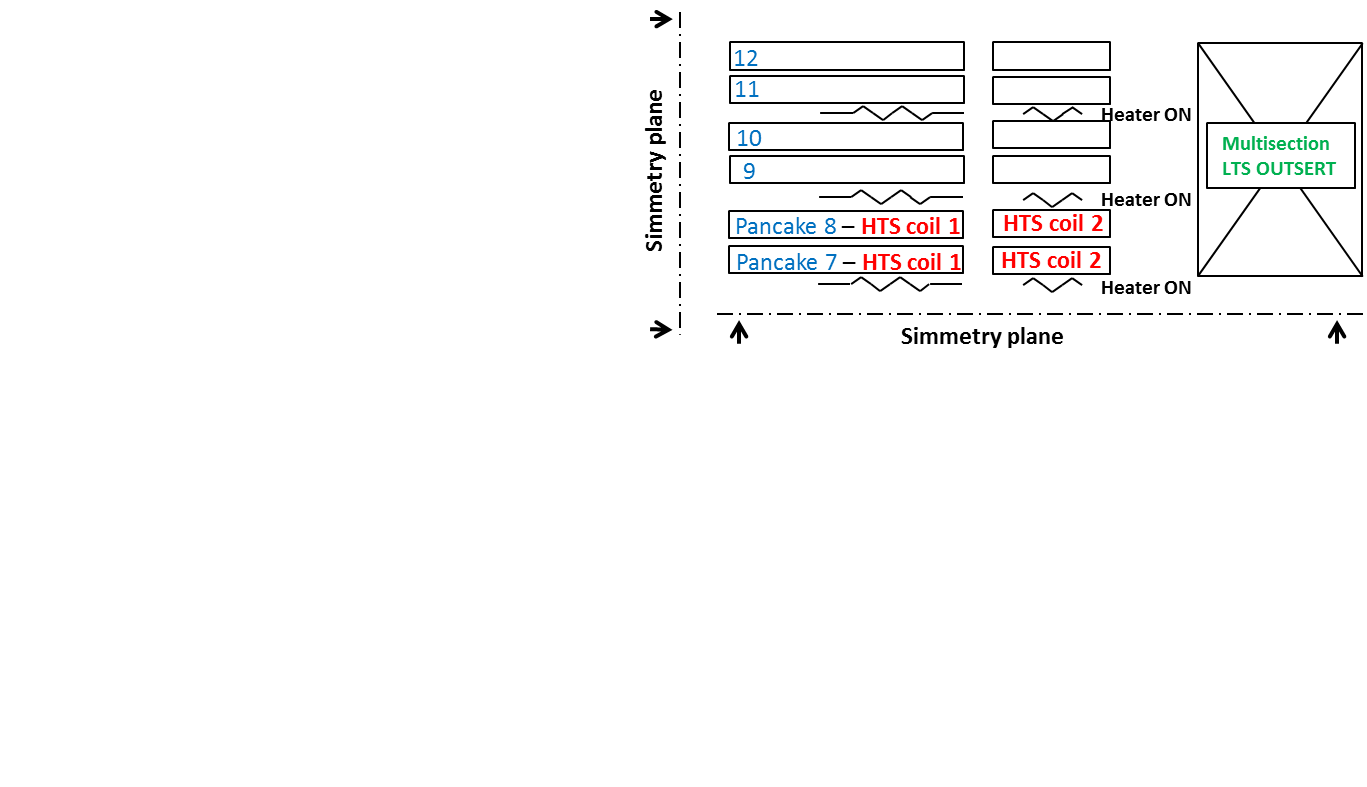 12
11
Heater ON
10
9
Heater ON
Pancake 8 – HTS coil 1
HTS coil 2
Pancake 7 – HTS coil 1
HTS coil 2
Heater ON
Multisection
LTS OUTSERT
Simmetry plane
Simmetry plane